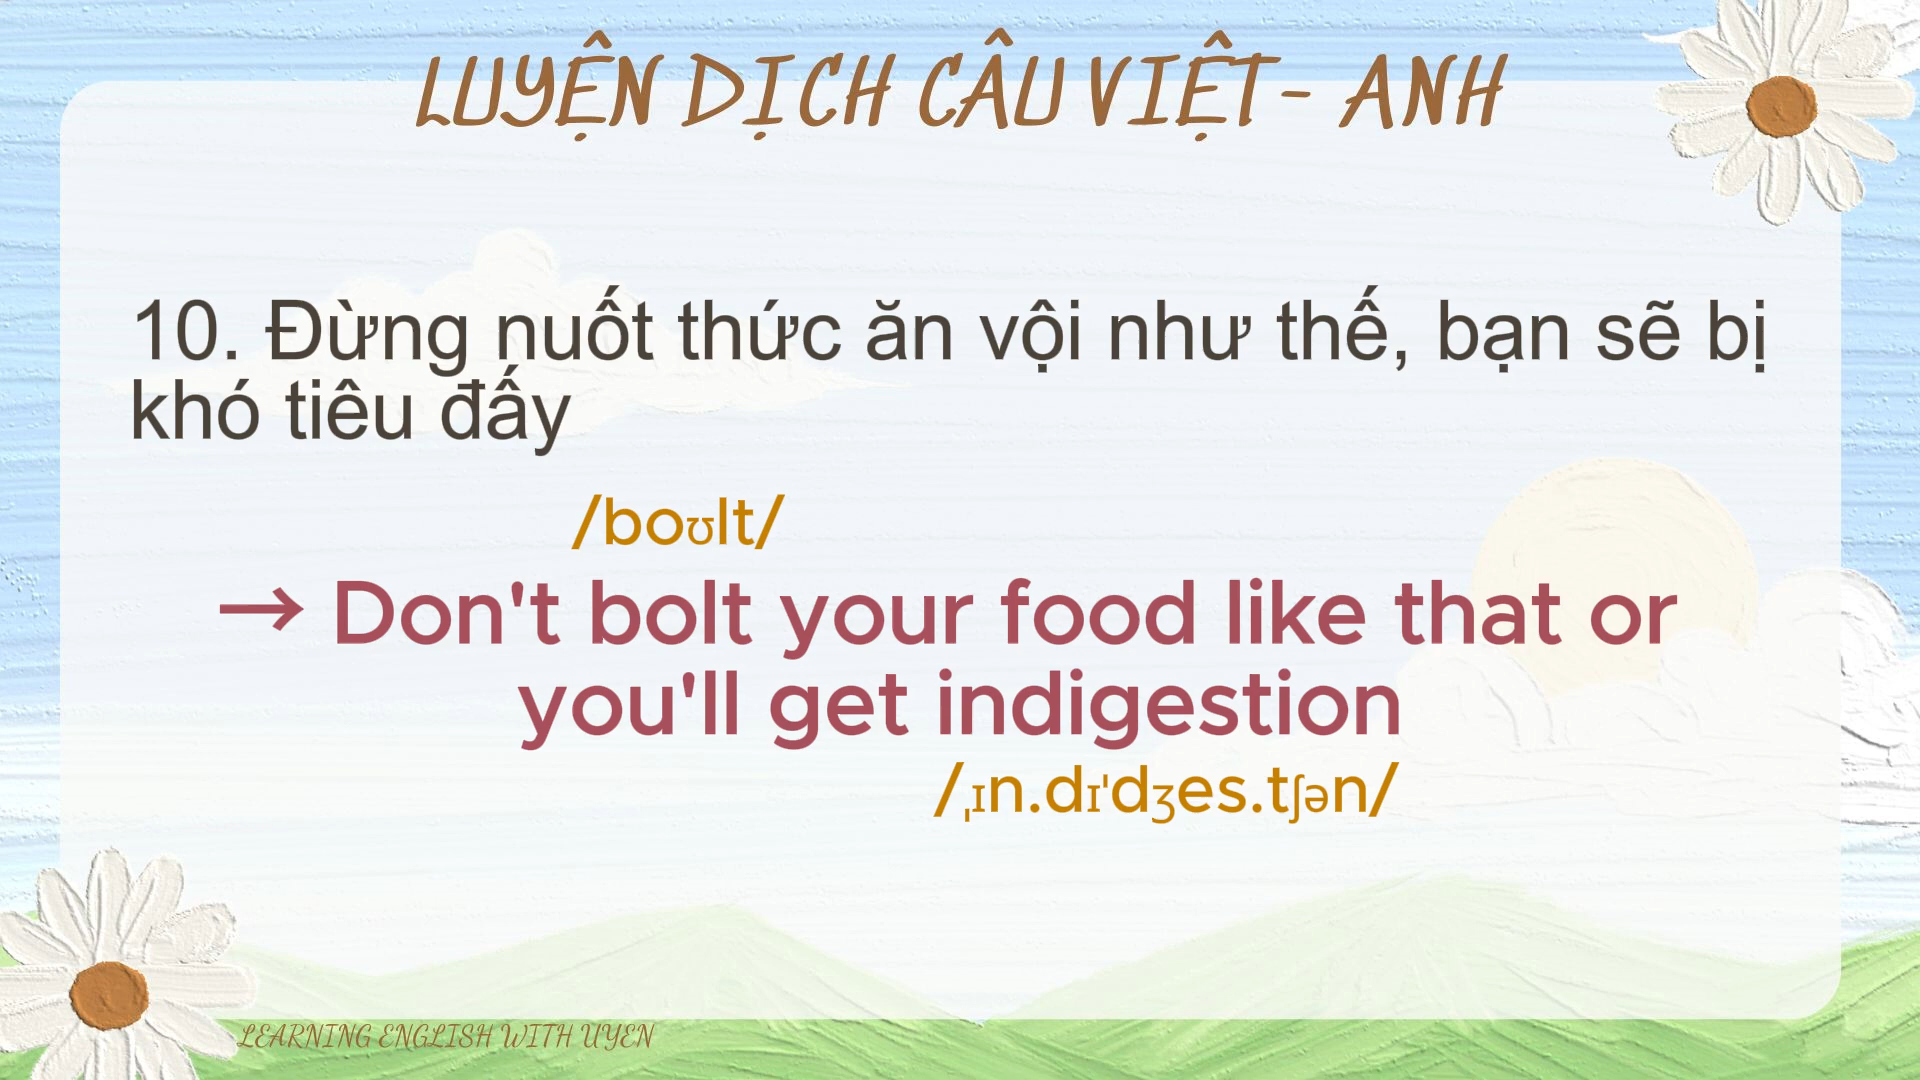 LUYỆN DỊCH CÂU VIỆT - ANH
10. Đừng nuốt thức ăn vội như thế, bạn sẽ bị
khó tiêu đấy
/boʊlt/
→ Don't bolt your food like that or
you'll get indigestion
/ˌɪn.dɪˈdʒes.tʃən/
LEARNING ENGLISH WITH UYEN